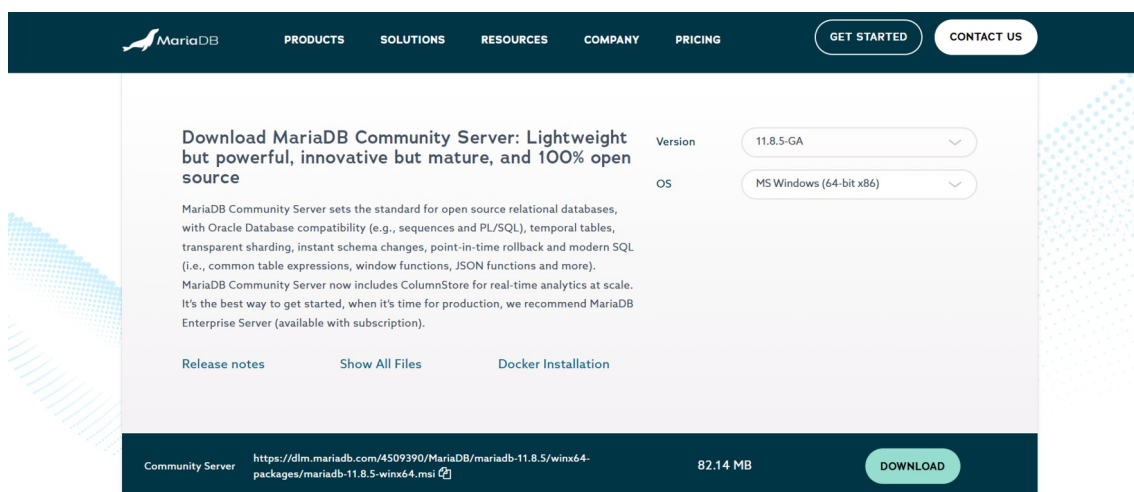 MariaDB PRODUCTS SOLUTIONS RESOURCES COMPANY PRICING GET STARTED CONTACT US
Download MariaDB Community Server: Lightweight
but powerful, innovative but mature, and 100% open
source
MariaDB Community Server sets the standard for open source relational databases,
with Oracle Database compatibility (e.g., sequences and PL/SQL), temporal tables,
transparent sharding, instant schema changes, point-in-time rollback and modern SQL
(i.e., common table expressions, window functions, JSON functions and more).
MariaDB Community Server now includes ColumnStore for real-time analytics at scale.
It's the best way to get started, when it's time for production, we recommend MariaDB
Enterprise Server (available with subscription).
Release notes Show All Files Docker Installation
Version 11.8.5-GA
OS MS Windows (64-bit x86)
Community Server
https://dlm.mariadb.com/4509390/MariaDB/mariadb-11.8.5/winx64-
packages/mariadb-11.8.5-winx64.msi
82.14 MB
DOWNLOAD